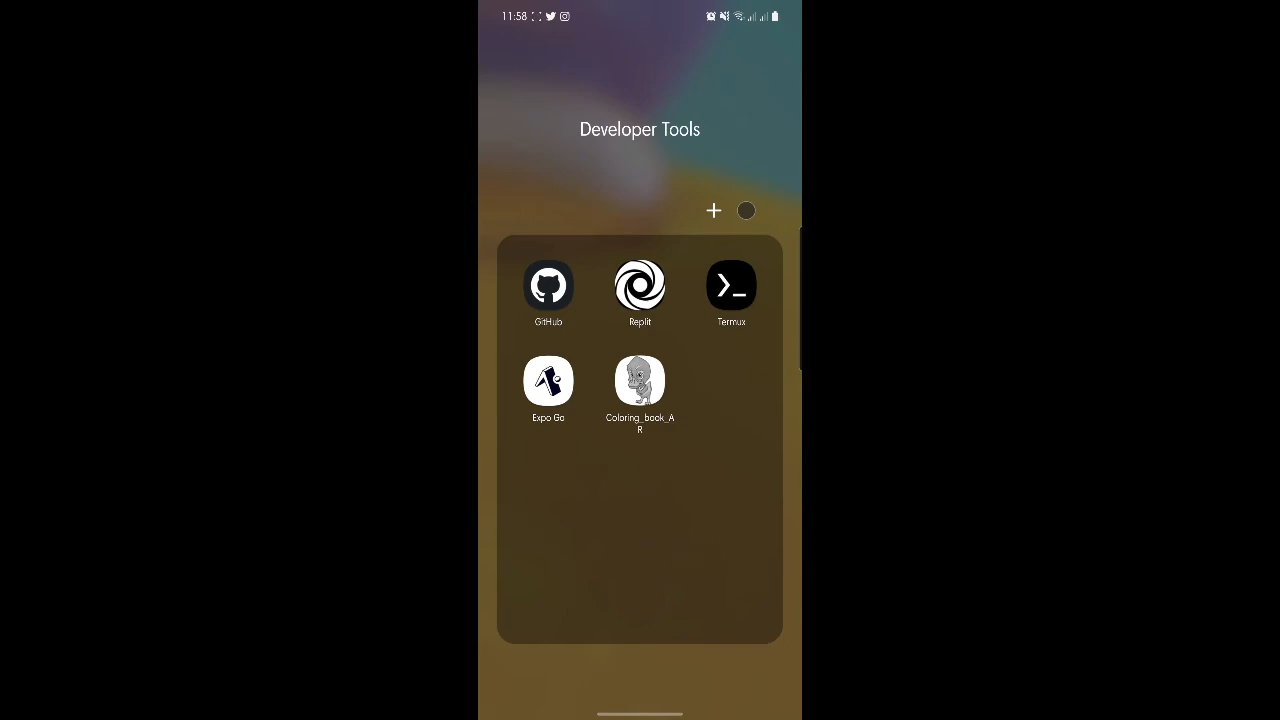 11:58
Developer Tools
GitHub
Replit
Termux
Expo Go
Coloring_book_A
R